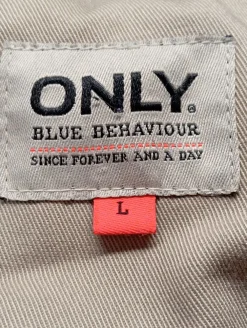 ONLY®
BLUE BEHAVIOUR
SINCE FOREVER AND A DAY
L